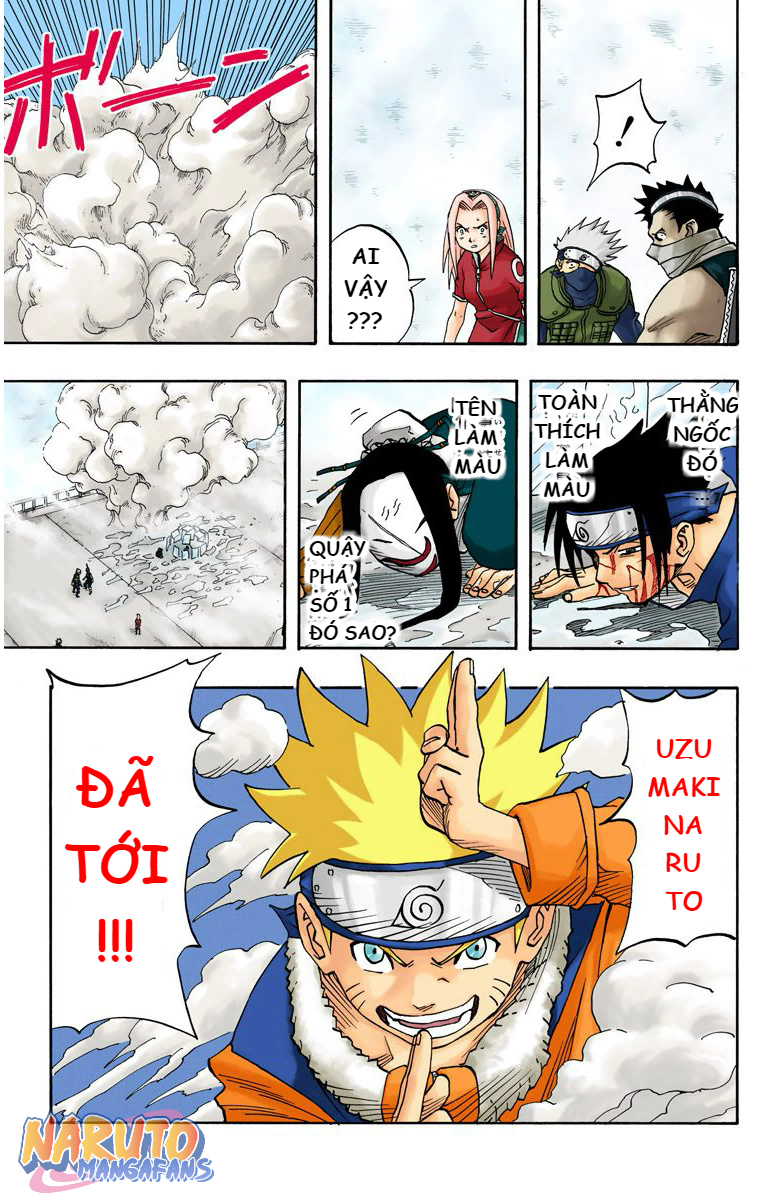 !
AI
VẬY
???
ボーン
THẰNG
NGỐC
ĐÓ
TOÀN
THÍCH
LÀM
MÀU
TÊN
LÀM
MÀU
QUẬY
PHÁ
SỐ 1
ĐÓ SAO?
UZU
MAKI
NA
RU
TO
ĐÃ
TỚI
!!!
NARUTO
MANGAFANS